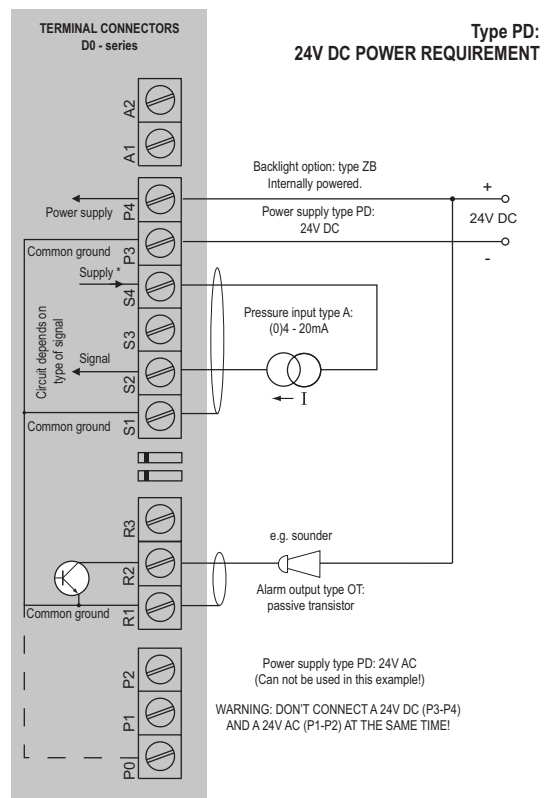 TERMINAL CONNECTORS
D0 - series
Type PD:
24V DC POWER REQUIREMENT
A2
A1
Backlight option: type ZB
Internally powered.
+
P4
Power supply
24V DC
Power supply type PD:
24V DC
Common ground
P3
-
Supply *
S4
Pressure input type A:
(0)4 - 20mA
S3
Circuit depends on
type of signal
Signal
S2
I
Common ground
S1
R3
e.g. sounder
R2
Alarm output type OT:
passive transistor
Common ground
R1
Power supply type PD: 24V AC
(Can not be used in this example!)
P2
WARNING: DON'T CONNECT A 24V DC (P3-P4)
AND A 24V AC (P1-P2) AT THE SAME TIME!
P1
P0